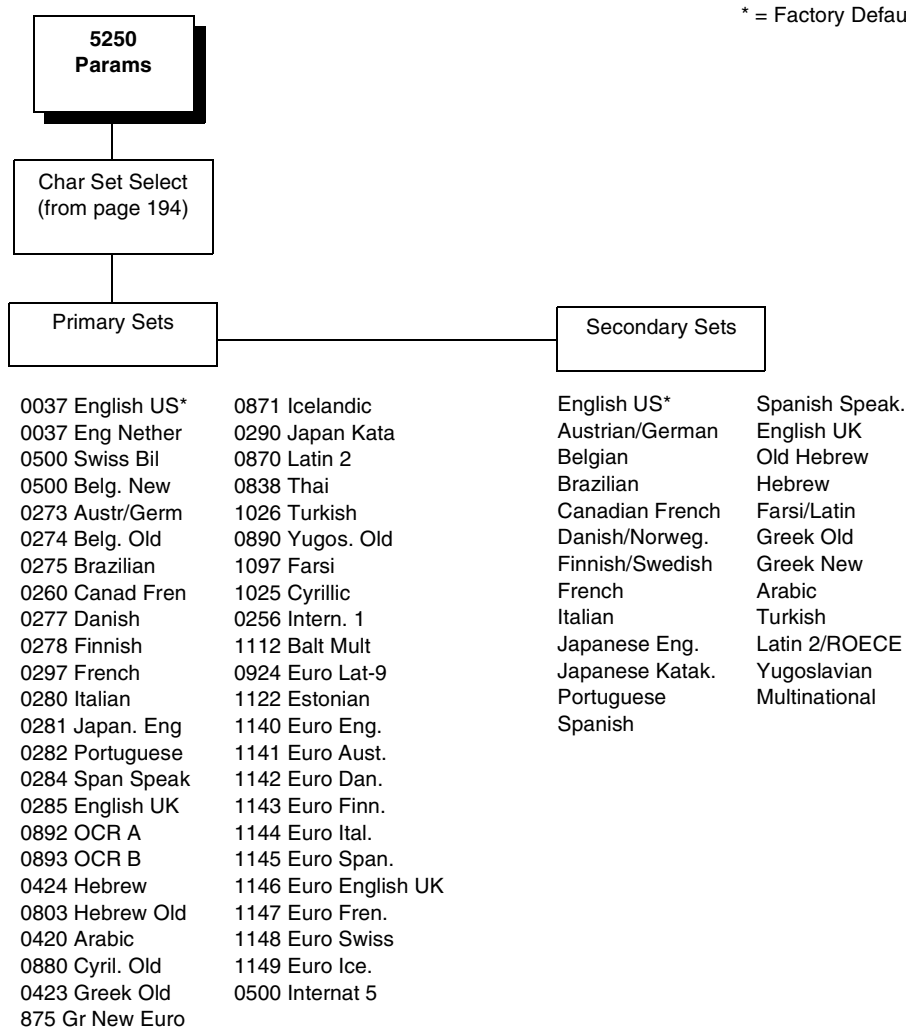 * = Factory Defau
5250
Params
Char Set Select
(from page 194)
Primary Sets
Secondary Sets
0037 English US*
0037 Eng Nether
0500 Swiss Bil
0500 Belg. New
0273 Austr/Germ
0274 Belg. Old
0275 Brazilian
0260 Canad Fren
0277 Danish
0278 Finnish
0297 French
0280 Italian
0281 Japan. Eng
0282 Portuguese
0284 Span Speak
0285 English UK
0892 OCR A
0893 OCR B
0424 Hebrew
0803 Hebrew Old
0420 Arabic
0880 Cyril. Old
0423 Greek Old
875 Gr New Euro
0871 Icelandic
0290 Japan Kata
0870 Latin 2
0838 Thai
1026 Turkish
0890 Yugos. Old
1097 Farsi
1025 Cyrillic
0256 Intern. 1
1112 Balt Mult
0924 Euro Lat-9
1122 Estonian
1140 Euro Eng.
1141 Euro Aust.
1142 Euro Dan.
1143 Euro Finn.
1144 Euro Ital.
1145 Euro Span.
1146 Euro English UK
1147 Euro Fren.
1148 Euro Swiss
1149 Euro Ice.
0500 Internat 5
English US*
Austrian/German
Belgian
Brazilian
Canadian French
Danish/Norweg.
Finnish/Swedish
French
Italian
Japanese Eng.
Japanese Katak.
Portuguese
Spanish
Spanish Speak.
English UK
Old Hebrew
Hebrew
Farsi/Latin
Greek Old
Greek New
Arabic
Turkish
Latin 2/ROECE
Yugoslavian
Multinational